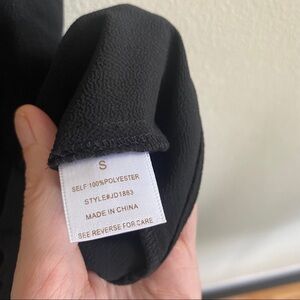 S
SELF 100%POLYESTER
STYLE#JD1883
MADE IN CHINA
SEE REVERSE FOR CARE